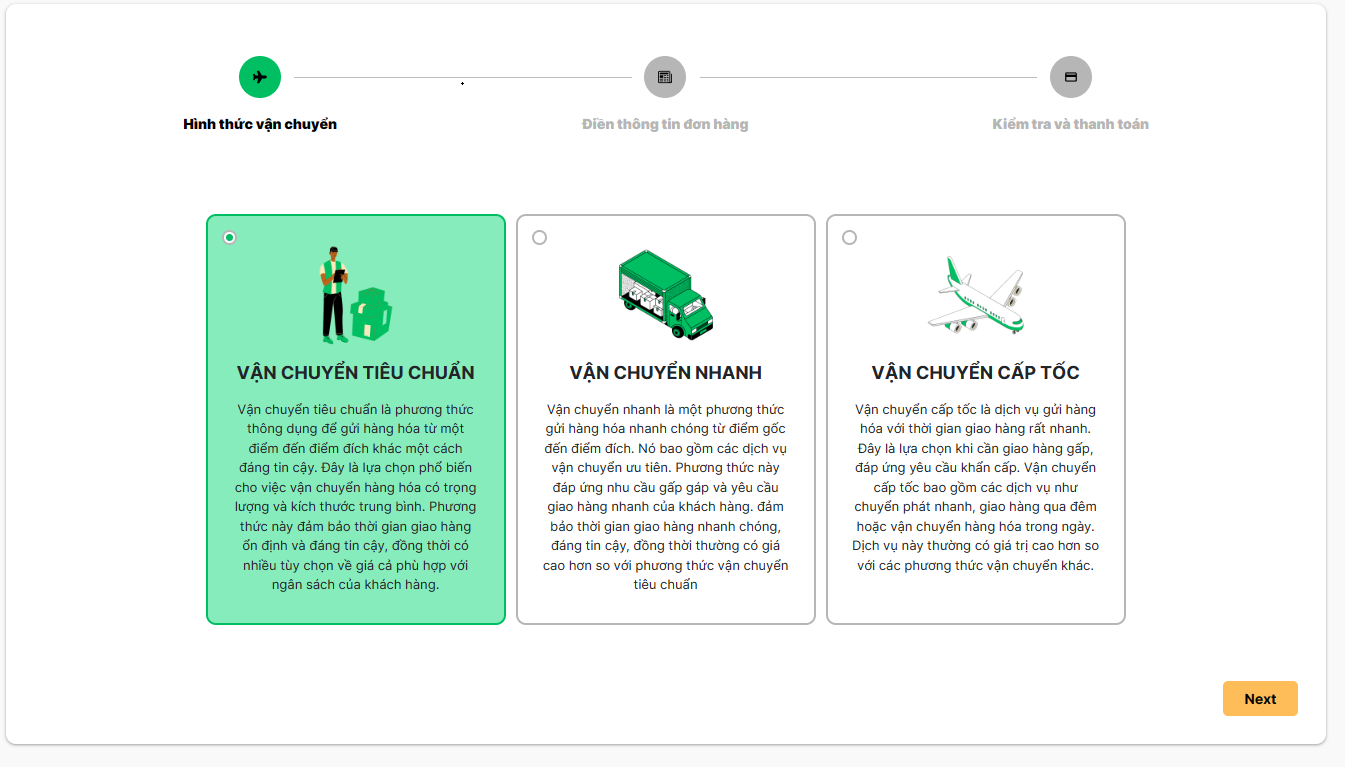 Hình thức vận chuyển
Điền thông tin đơn hàng
Kiểm tra và thanh toán
VẬN CHUYỂN TIÊU CHUẨN
Vận chuyển tiêu chuẩn là phương thức
thông dụng để gửi hàng hóa từ một
điểm đến điểm đích khác một cách
đáng tin cậy. Đây là lựa chọn phổ biến
cho việc vận chuyển hàng hóa có trọng
lượng và kích thước trung bình. Phương
thức này đảm bảo thời gian giao hàng
ổn định và đáng tin cậy, đồng thời có
nhiều tùy chọn về giá cả phù hợp với
ngân sách của khách hàng.
VẬN CHUYỂN NHANH
Vận chuyển nhanh là một phương thức
gửi hàng hóa nhanh chóng từ điểm gốc
đến điểm đích. Nó bao gồm các dịch vụ
vận chuyển ưu tiên. Phương thức này
đáp ứng nhu cầu gấp gáp và yêu cầu
giao hàng nhanh của khách hàng. đảm
bảo thời gian giao hàng nhanh chóng,
đáng tin cậy, đồng thời thường có giá
cao hơn so với phương thức vận chuyển
tiêu chuẩn
VẬN CHUYỂN CẤP TỐC
Vận chuyển cấp tốc là dịch vụ gửi hàng
hóa với thời gian giao hàng rất nhanh.
Đây là lựa chọn khi cần giao hàng gấp,
đáp ứng yêu cầu khẩn cấp. Vận chuyển
cấp tốc bao gồm các dịch vụ như
chuyển phát nhanh, giao hàng qua đêm
hoặc vận chuyển hàng hóa trong ngày.
Dịch vụ này thường có giá trị cao hơn so
với các phương thức vận chuyển khác.
Next